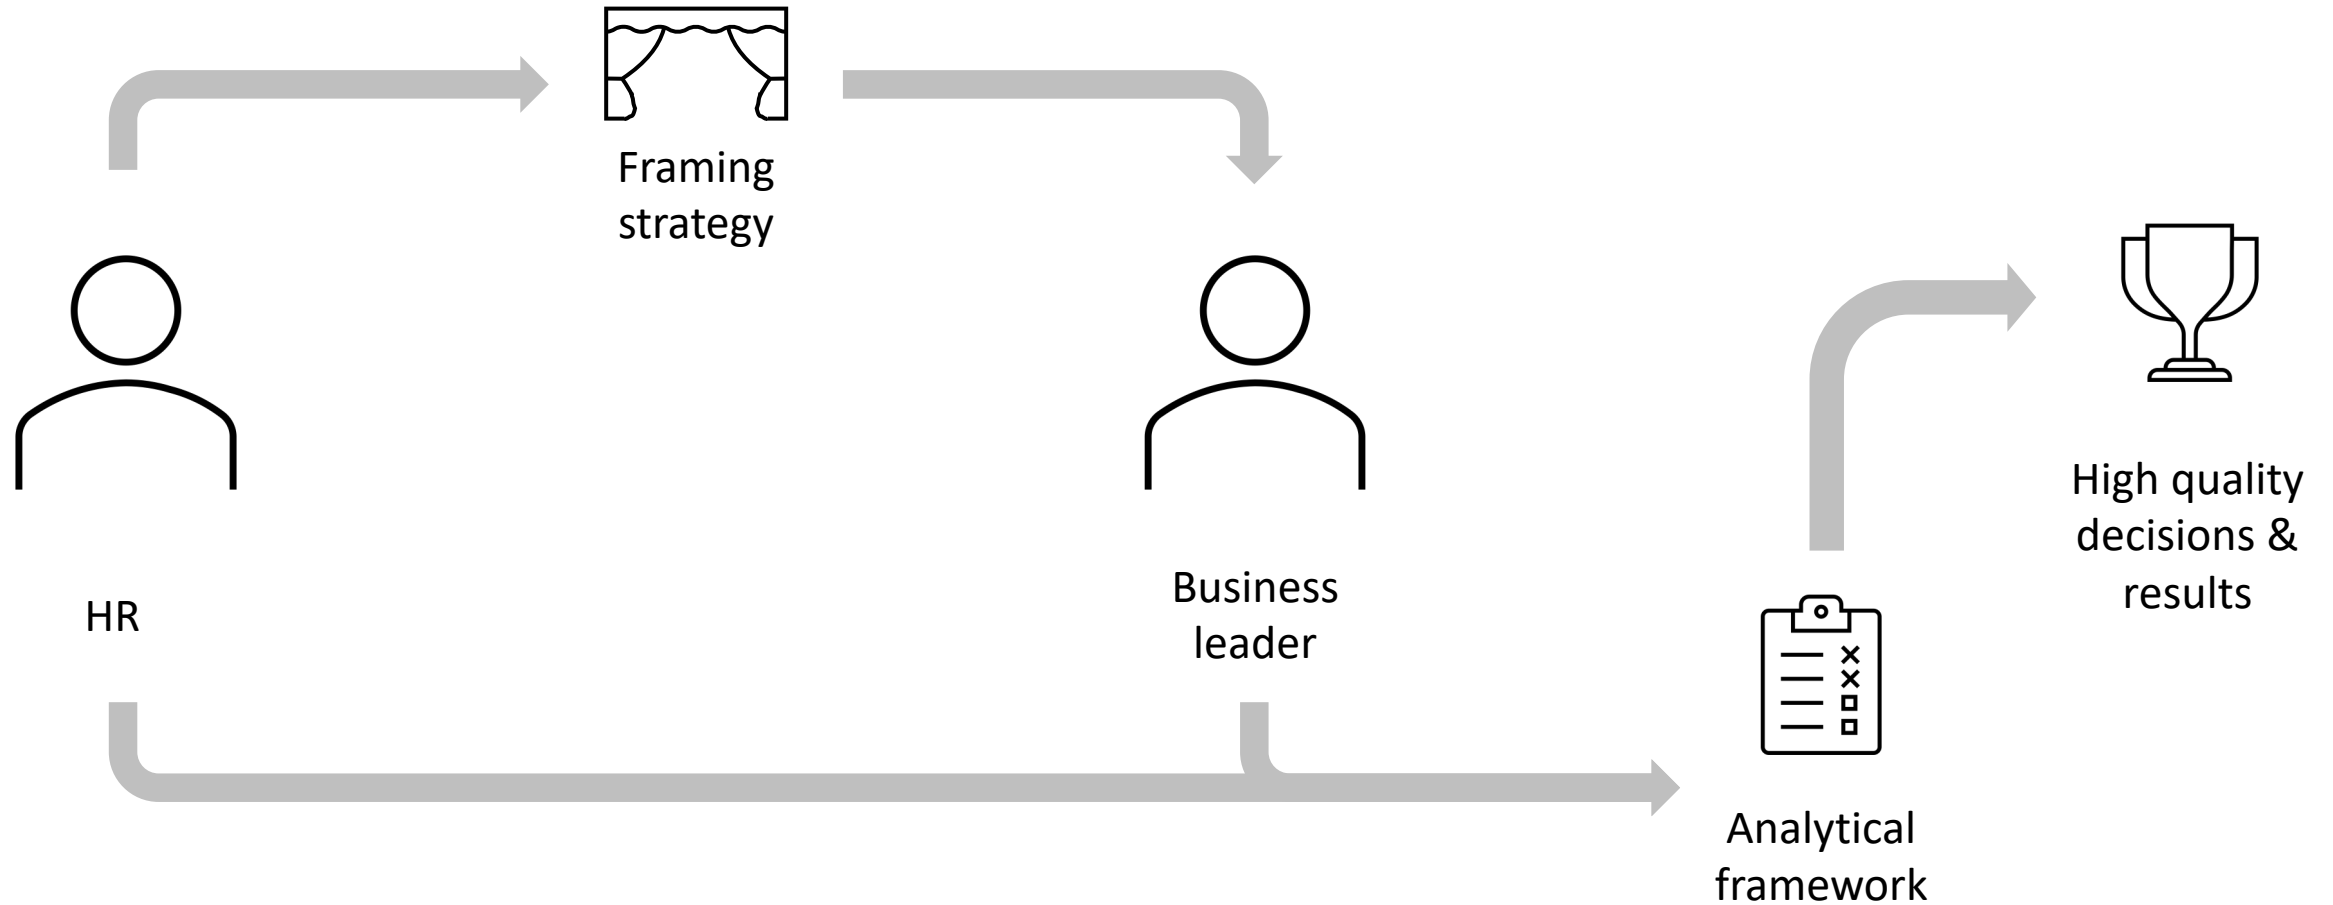 Framing
strategy
HR
Business
leader
Analytical
framework
High quality
decisions &
results